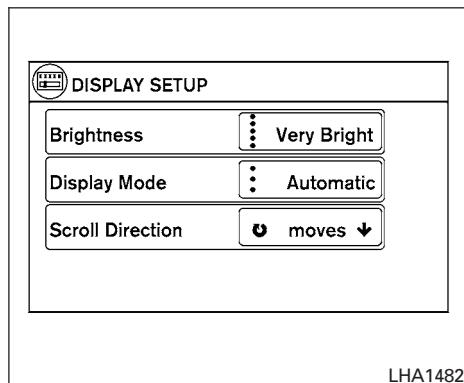 DISPLAY SETUP
Brightness Very Bright
Display Mode Automatic
Scroll Direction moves
LHA1482